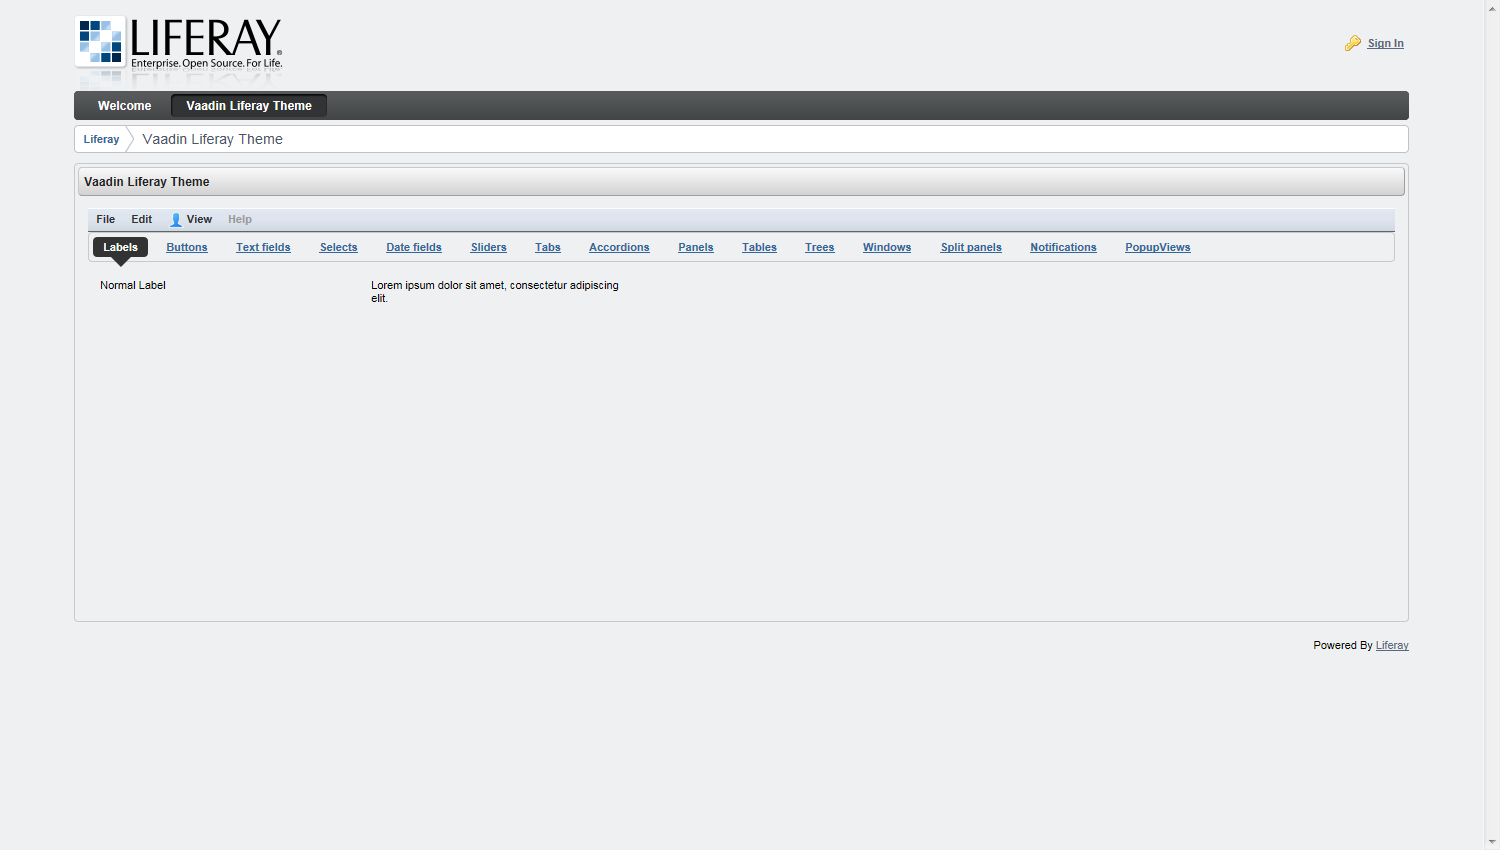 LIFERAY
Enterprise. Open Source. For Life.
Sign In
Welcome Vaadin Liferay Theme
Liferay Vaadin Liferay Theme
Vaadin Liferay Theme
File Edit View Help
Labels Buttons Text fields Selects Date fields Sliders Tabs Accordions Panels Tables Trees Windows Split panels Notifications PopupViews
Normal Label Lorem ipsum dolor sit amet, consectetur adipiscing
elit.
Powered By Liferay